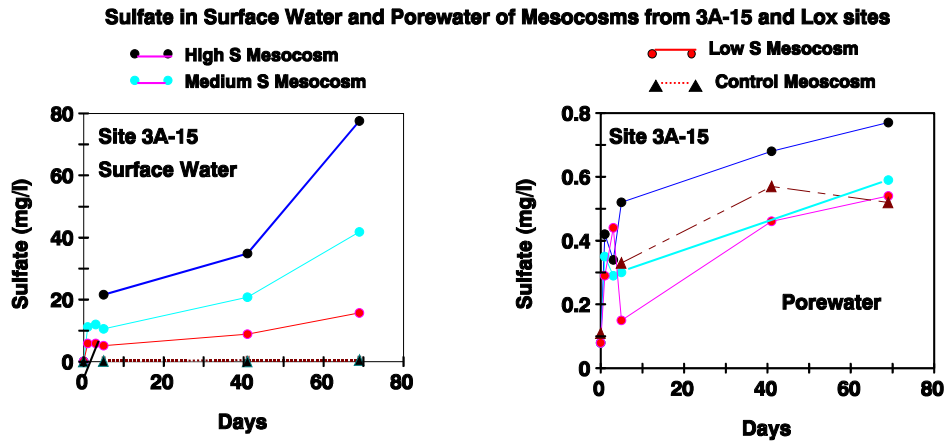 Sulfate in Surface Water and Porewater of Mesocosms from 3A-15 and Lox sites
High S Mesocosm
Medium S Mesocosm
Low S Mesocosm
Control Meoscosm
80
60
40
20
0
Sulfate (mg/l)
Site 3A-15
Surface Water
0 20 40 60 80
Days
0.8
0.6
0.4
0.2
0
Sulfate (mg/l)
Site 3A-15
Porewater
0 20 40 60 80
Days